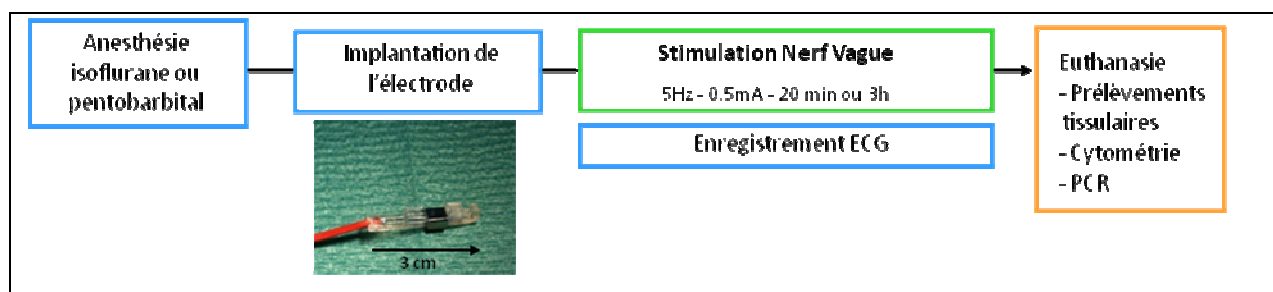 Anesthésie
isoflurane ou
pentobarbital
Implantation de
l'électrode
3 cm
Stimulation Nerf Vague
5Hz - 0.5mA - 20 min ou 3h
Enregistrement ECG
Euthanasie
- Prélèvements
tissulaires
- Cytométrie
- PCR